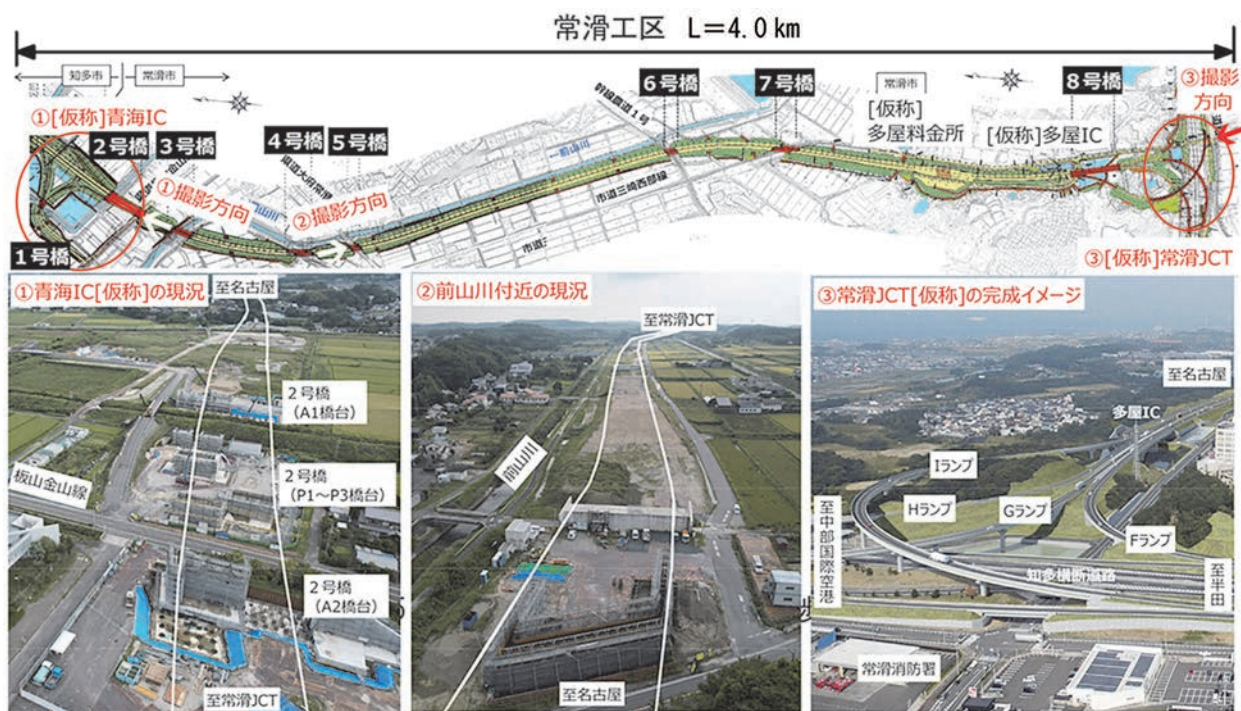 常滑工区 L=4.0km
知多市
常滑市
①[仮称]青海IC
2号橋
3号橋
①撮影方向
1号橋
4号橋
5号橋
②撮影方向
6号橋
7号橋
前山川
市道三崎西部線
常滑市
[仮称]
多屋料金所
[仮称]多屋IC
8号橋
③撮影
方向
③[仮称]常滑JCT
①青海IC[仮称]の現況
至名古屋
2号橋
(A1橋台)
2号橋
(P1～P3橋台)
板山金山線
2号橋
(A2橋台)
至常滑JCT
②前山川付近の現況
至常滑JCT
前山川
至名古屋
③常滑JCT[仮称]の完成イメージ
至名古屋
多屋IC
Iランプ
Hランプ
Gランプ
Fランプ
至中部国際空港
知多横断道路
至半田
常滑消防署